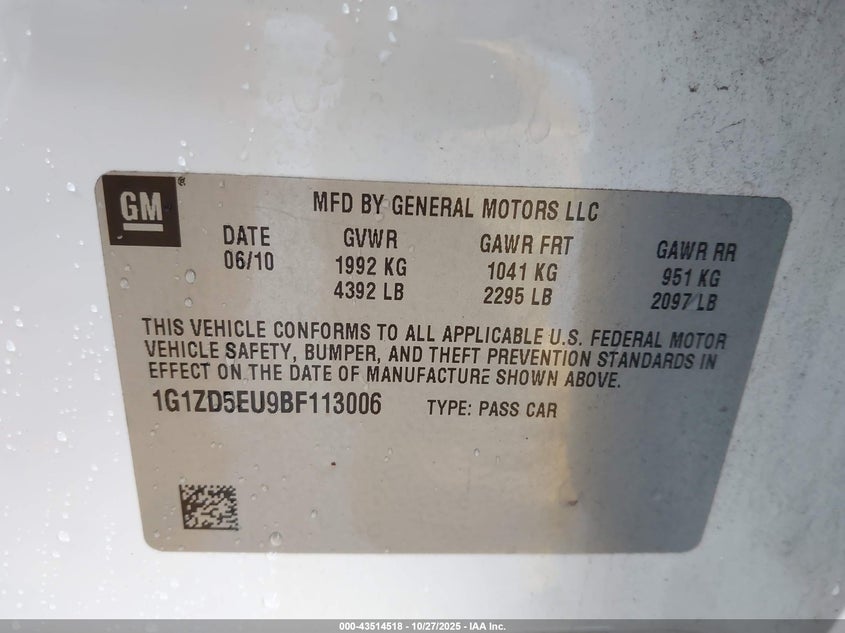 GM
MFD BY GENERAL MOTORS LLC
DATE GVWR GAWR FRT GAWR RR
06/10 1992 KG 1041 KG 951 KG
4392 LB 2295 LB 2097 LB
THIS VEHICLE CONFORMS TO ALL APPLICABLE U.S. FEDERAL MOTOR
VEHICLE SAFETY, BUMPER, AND THEFT PREVENTION STANDARDS IN
EFFECT ON THE DATE OF MANUFACTURE SHOWN ABOVE.
1G1ZD5EU9BF113006 TYPE: PASS CAR
000-43514518 - 10/27/2025 - IAA Inc.